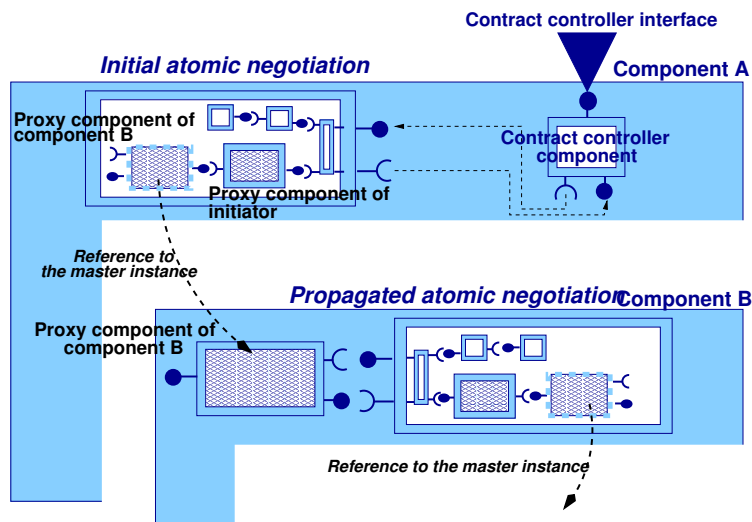 Contract controller interface
Initial atomic negotiation
Component A
Proxy component of
component B
Contract controller
component
Proxy component of
initiator
Reference to
the master instance
Propagated atomic negotiation
Component B
Proxy component of
component B
Reference to the master instance